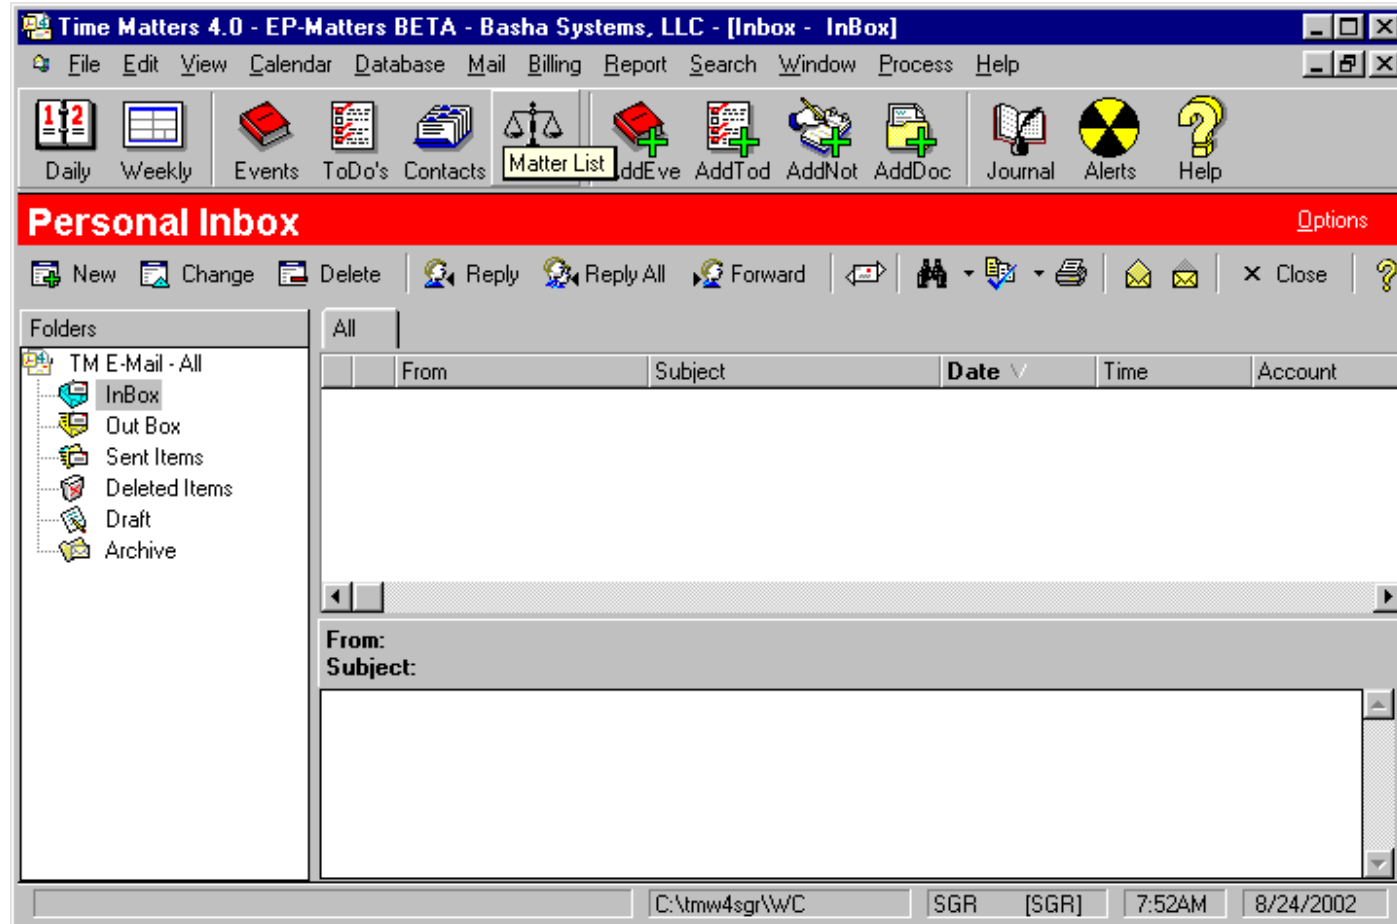 Time Matters 4.0 - EP-Matters BETA - Basha Systems, LLC - [Inbox - InBox]
File Edit View Calendar Database Mail Billing Report Search Window Process Help
1 2
Daily Weekly Events ToDo's Contacts Matter List ddEve AddTod AddNot AddDoc Journal Alerts Help
Personal Inbox Options
New Change Delete Reply Reply All Forward Close
Folders All
TM E-Mail - All From Subject Date Time Account
InBox
Out Box
Sent Items
Deleted Items
Draft
Archive
From:
Subject:
C:\tmw4sgr\WC SGR [SGR] 7:52AM 8/24/2002